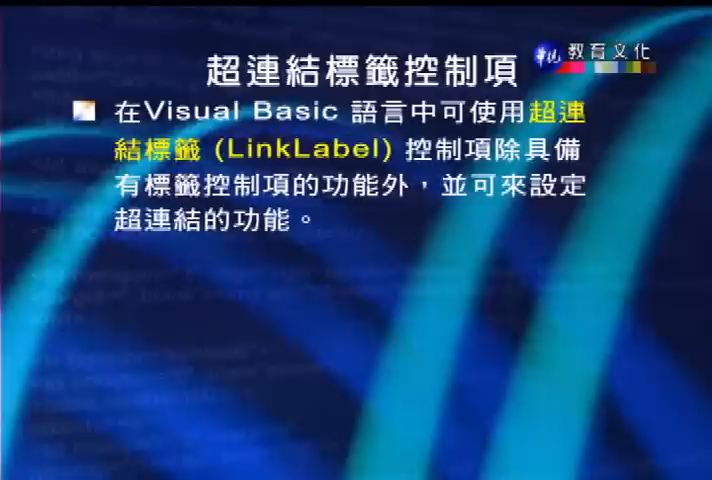 超連結標籤控制項
華視 教育文化
在Visual Basic 語言中可使用超連
結標籤 (LinkLabel) 控制項除具備
有標籤控制項的功能外，並可來設定
超連結的功能。